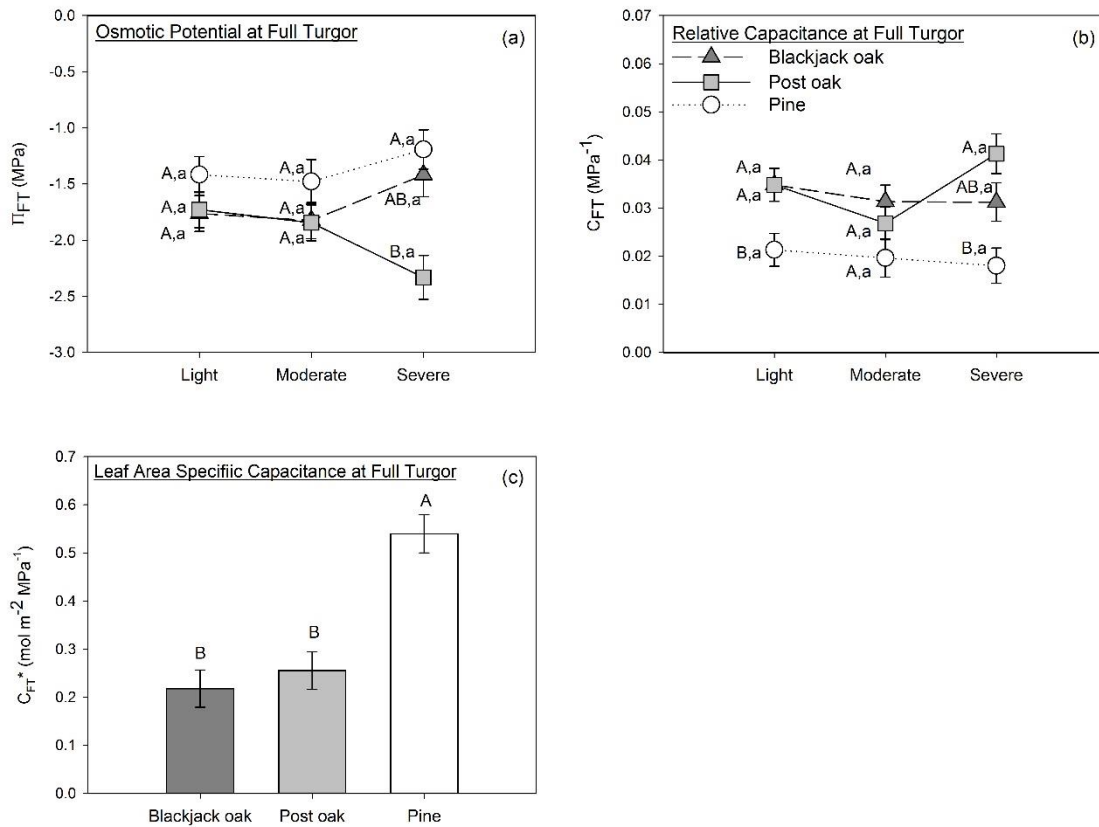 Osmotic Potential at Full Turgor
(a)
0.0
-0.5
-1.0
-1.5
-2.0
-2.5
-3.0
Π_FT (MPa)
A,a
A,a
A,a
A,a
A,a
A,a
A,a
AB,a
B,a
Light Moderate Severe
Relative Capacitance at Full Turgor
(b)
Blackjack oak
Post oak
Pine
0.07
0.06
0.05
0.04
0.03
0.02
0.01
0.00
C_FT (MPa⁻¹)
A,a
A,a
B,a
A,a
A,a
A,a
A,a
AB,a
B,a
Light Moderate Severe
Leaf Area Specifiic Capacitance at Full Turgor
(c)
0.7
0.6
0.5
0.4
0.3
0.2
0.1
0.0
C_FT* (mol m⁻² MPa⁻¹)
B
B
A
Blackjack oak Post oak Pine